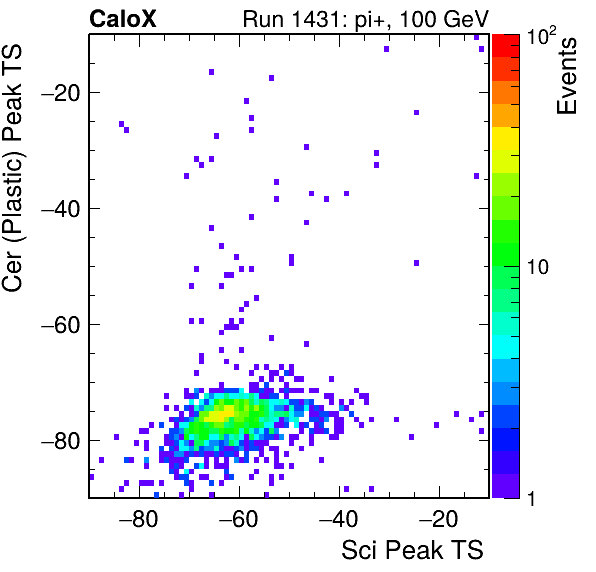 CaloX Run 1431: pi+, 100 GeV
Cer (Plastic) Peak TS
−20
−40
−60
−80
−80 −60 −40 −20
Sci Peak TS
10²
10
1
Events